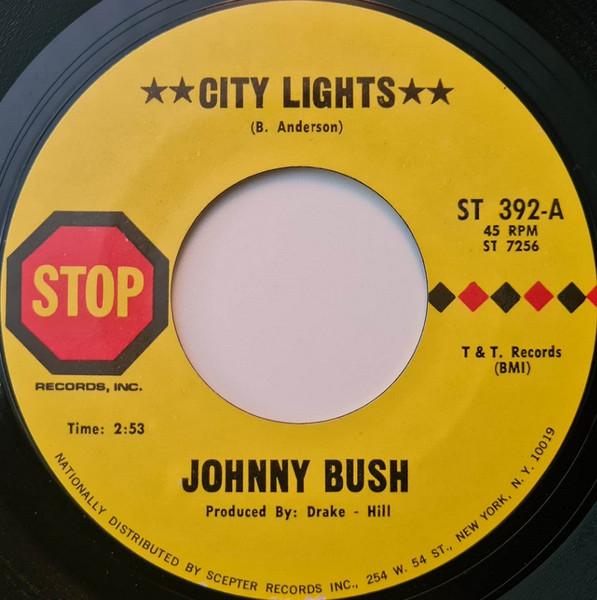 ★★CITY LIGHTS★★
(B. Anderson)
ST 392-A
45 RPM
ST 7256
STOP
RECORDS, INC.
T & T. Records
(BMI)
Time: 2:53
JOHNNY BUSH
Produced By: Drake - Hill
NATIONALLY DISTRIBUTED BY SCEPTER RECORDS INC., 254 W. 54 ST., NEW YORK, N. Y. 10019